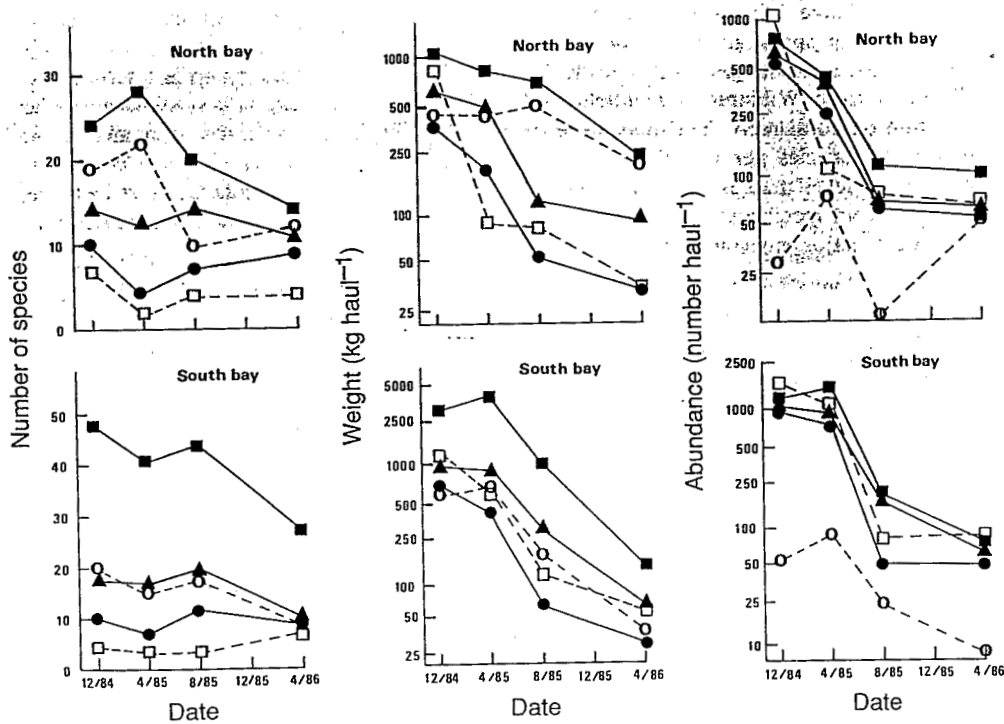 North bay
30
20
10
0
Number of species
South bay
50
40
30
20
10
0
12/84 4/85 8/85 12/85 4/86
Date
North bay
1000
500
250
100
50
25
Weight (kg haul⁻¹)
South bay
5000
2500
1000
500
250
100
50
25
12/84 4/85 8/85 12/85 4/86
Date
North bay
1000
500
250
100
50
25
Abundance (number haul⁻¹)
South bay
2500
1000
500
250
100
50
25
10
12/84 4/85 8/85 12/85 4/86
Date